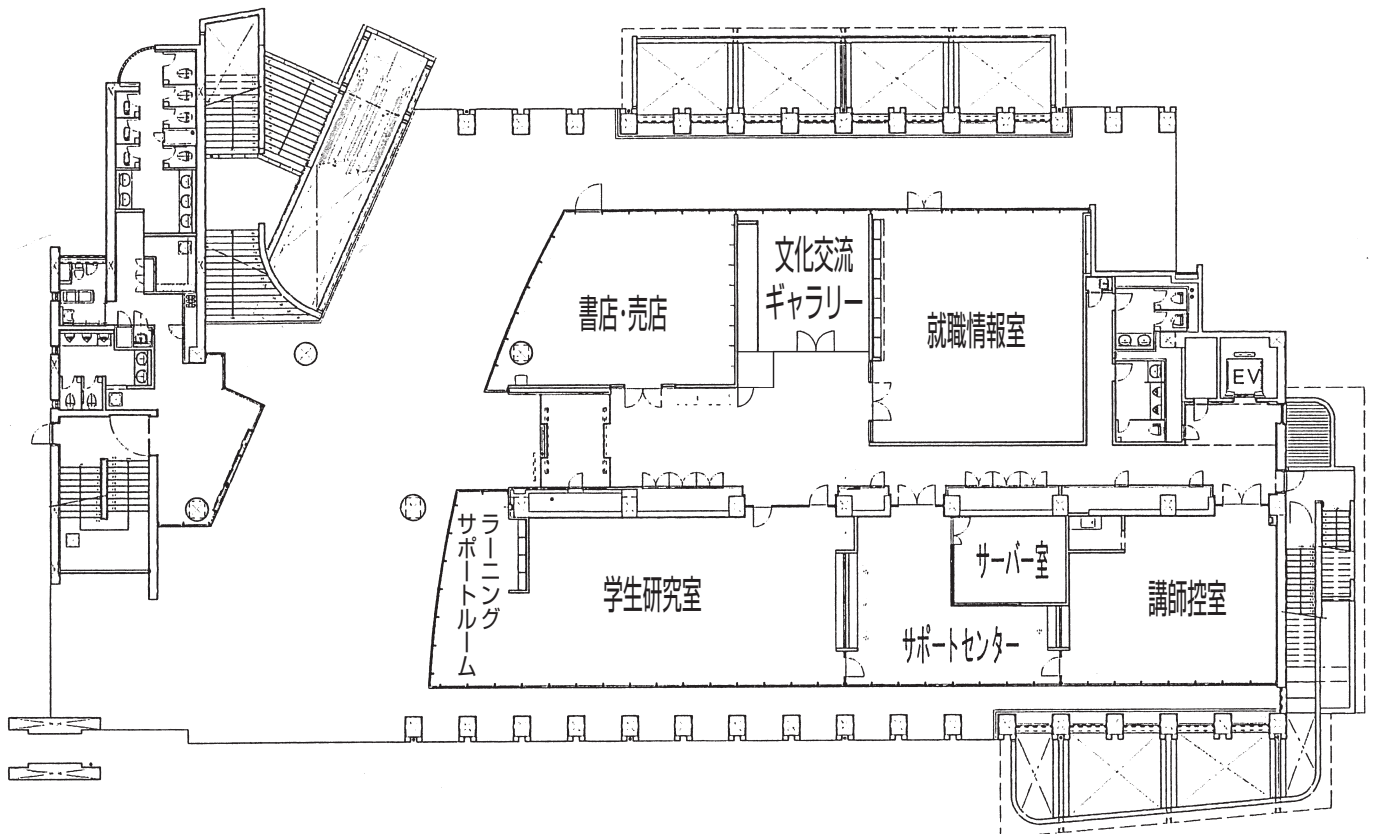 書店・売店
文化交流
ギャラリー
就職情報室
EV
ラーニング
サポートルーム
学生研究室
サーバー室
サポートセンター
講師控室